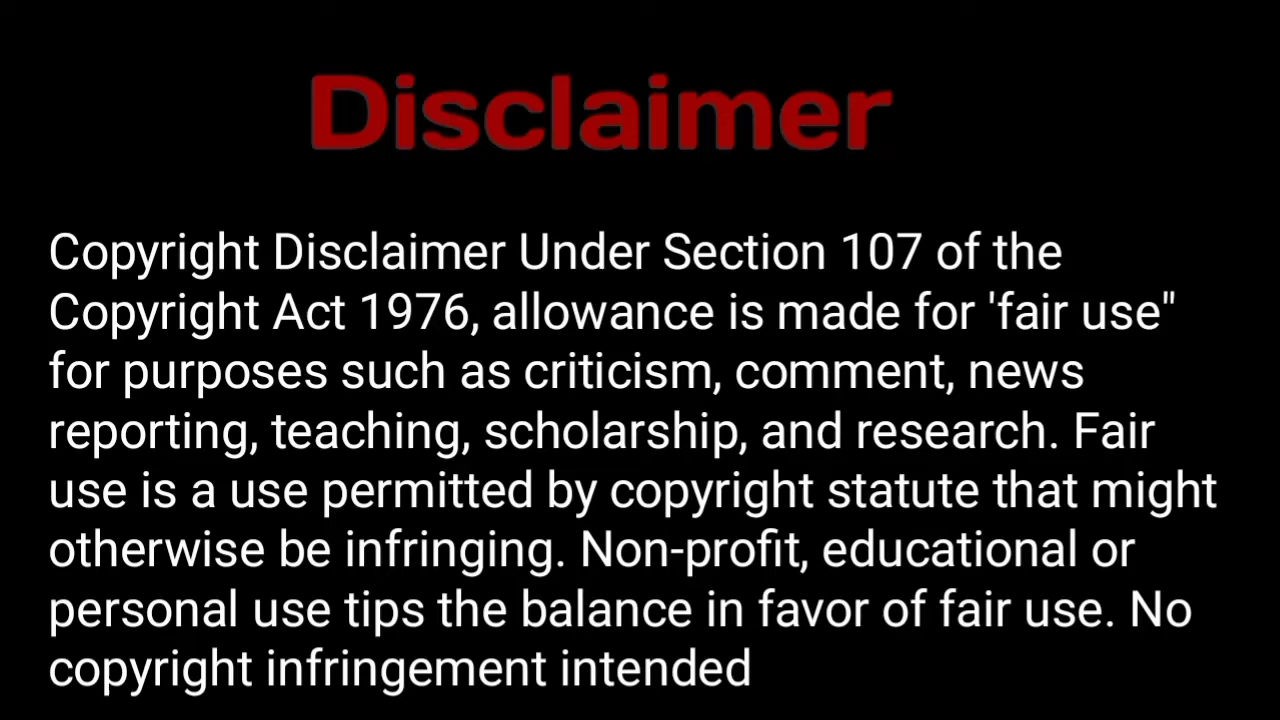 Disclaimer
Copyright Disclaimer Under Section 107 of the
Copyright Act 1976, allowance is made for 'fair use"
for purposes such as criticism, comment, news
reporting, teaching, scholarship, and research. Fair
use is a use permitted by copyright statute that might
otherwise be infringing. Non-profit, educational or
personal use tips the balance in favor of fair use. No
copyright infringement intended